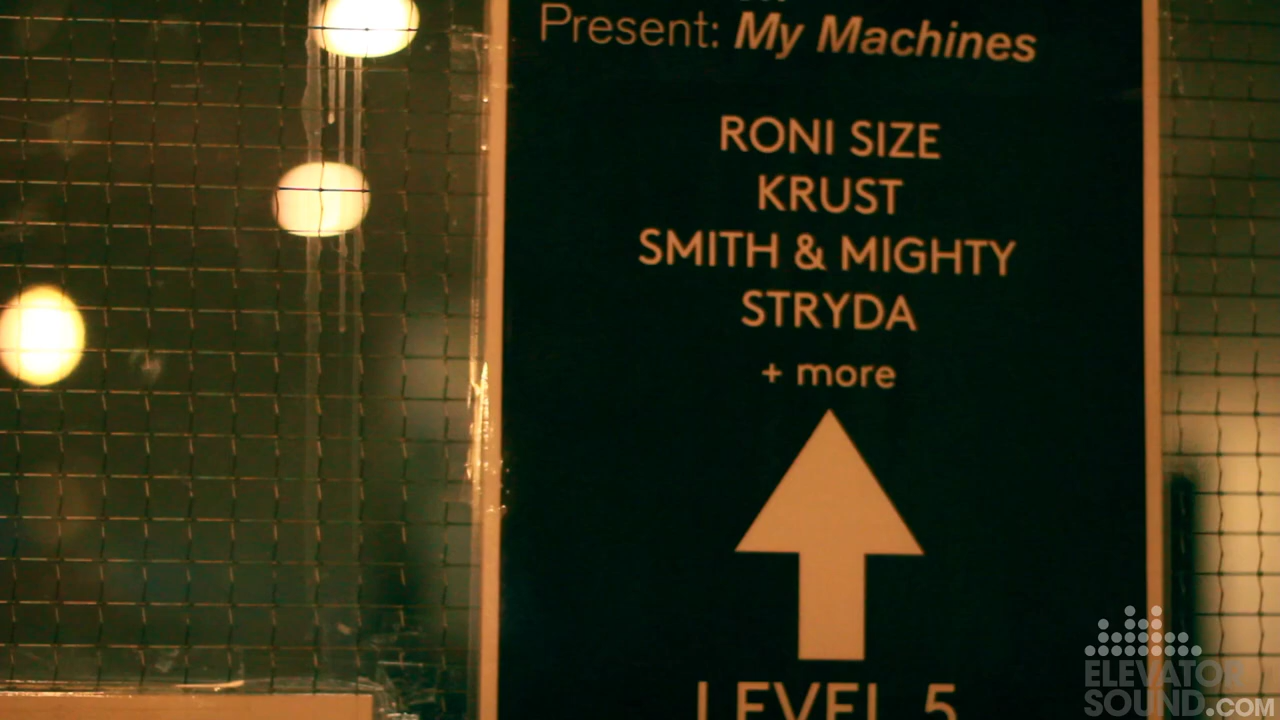 Present: My Machines
RONI SIZE
KRUST
SMITH & MIGHTY
STRYDA
+ more
LEVEL 5
ELEVATOR
SOUND.COM